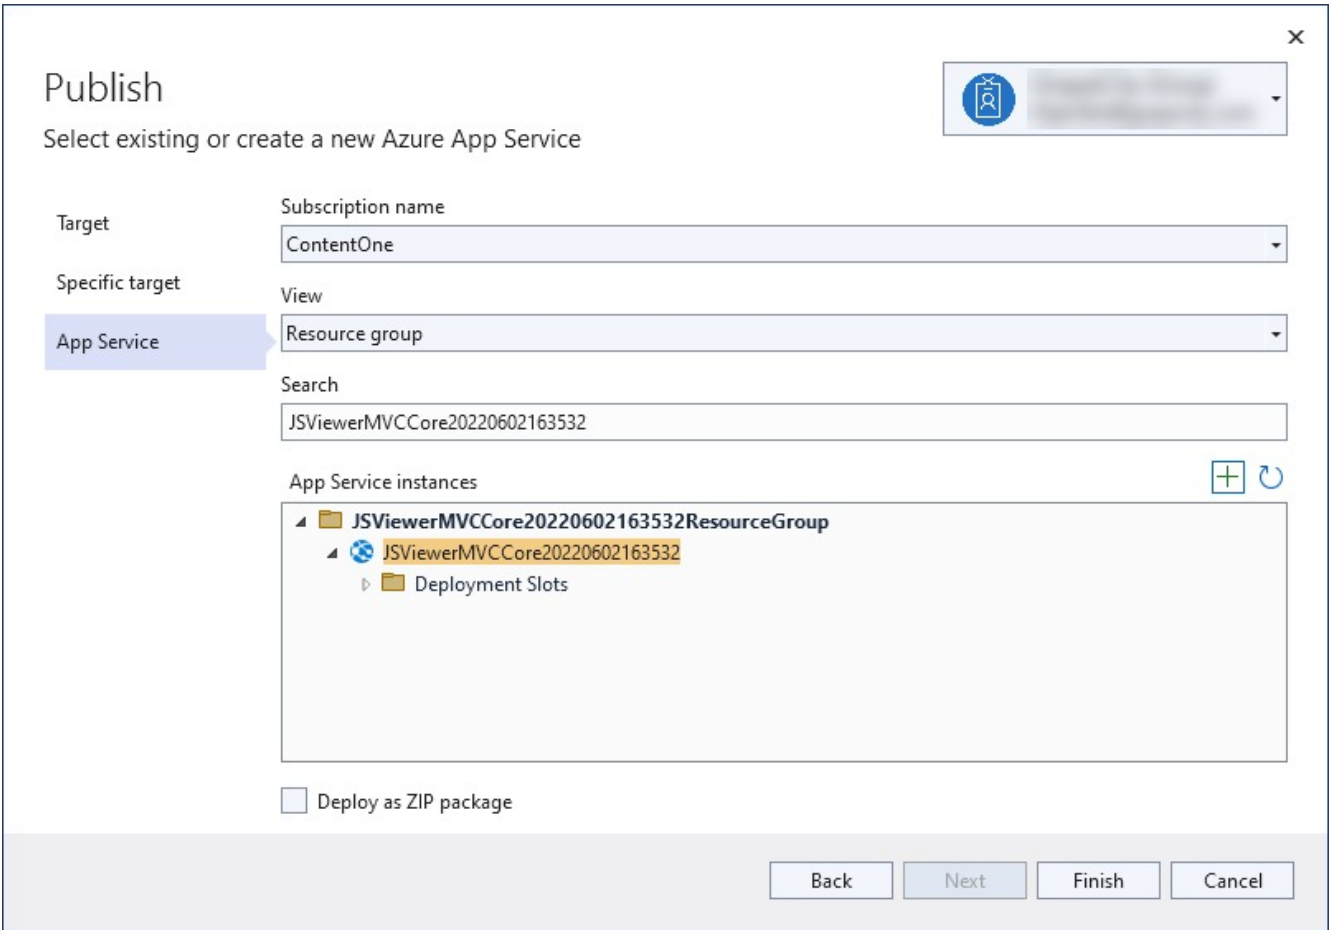 Publish
Select existing or create a new Azure App Service
Target
Specific target
App Service
Subscription name
ContentOne
View
Resource group
Search
JSViewerMVCCore20220602163532
App Service instances
JSViewerMVCCore20220602163532ResourceGroup
JSViewerMVCCore20220602163532
Deployment Slots
Deploy as ZIP package
Back
Next
Finish
Cancel